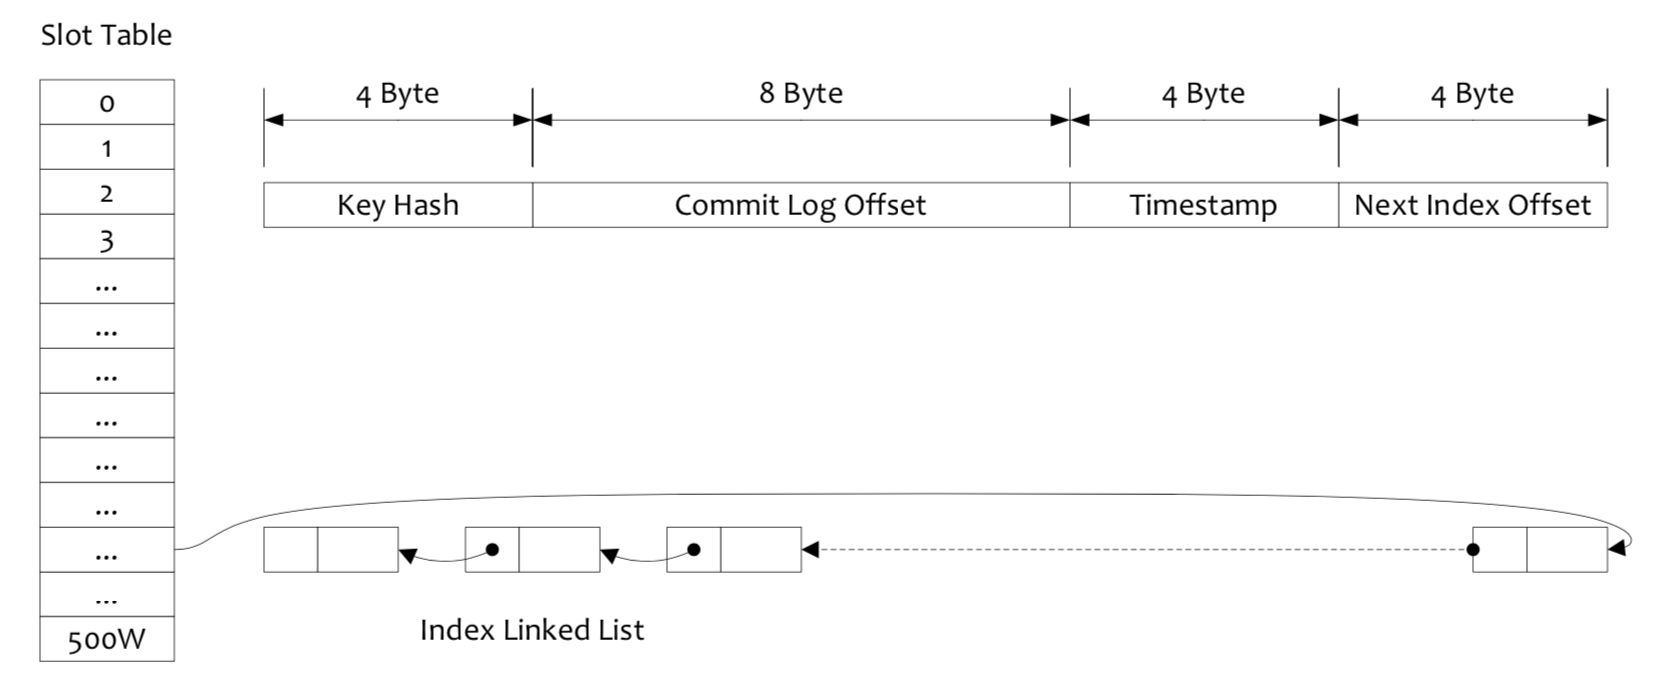 Slot Table
0
1
2
3
...
...
...
...
...
...
...
...
500W
4 Byte 8 Byte 4 Byte 4 Byte
Key Hash Commit Log Offset Timestamp Next Index Offset
Index Linked List